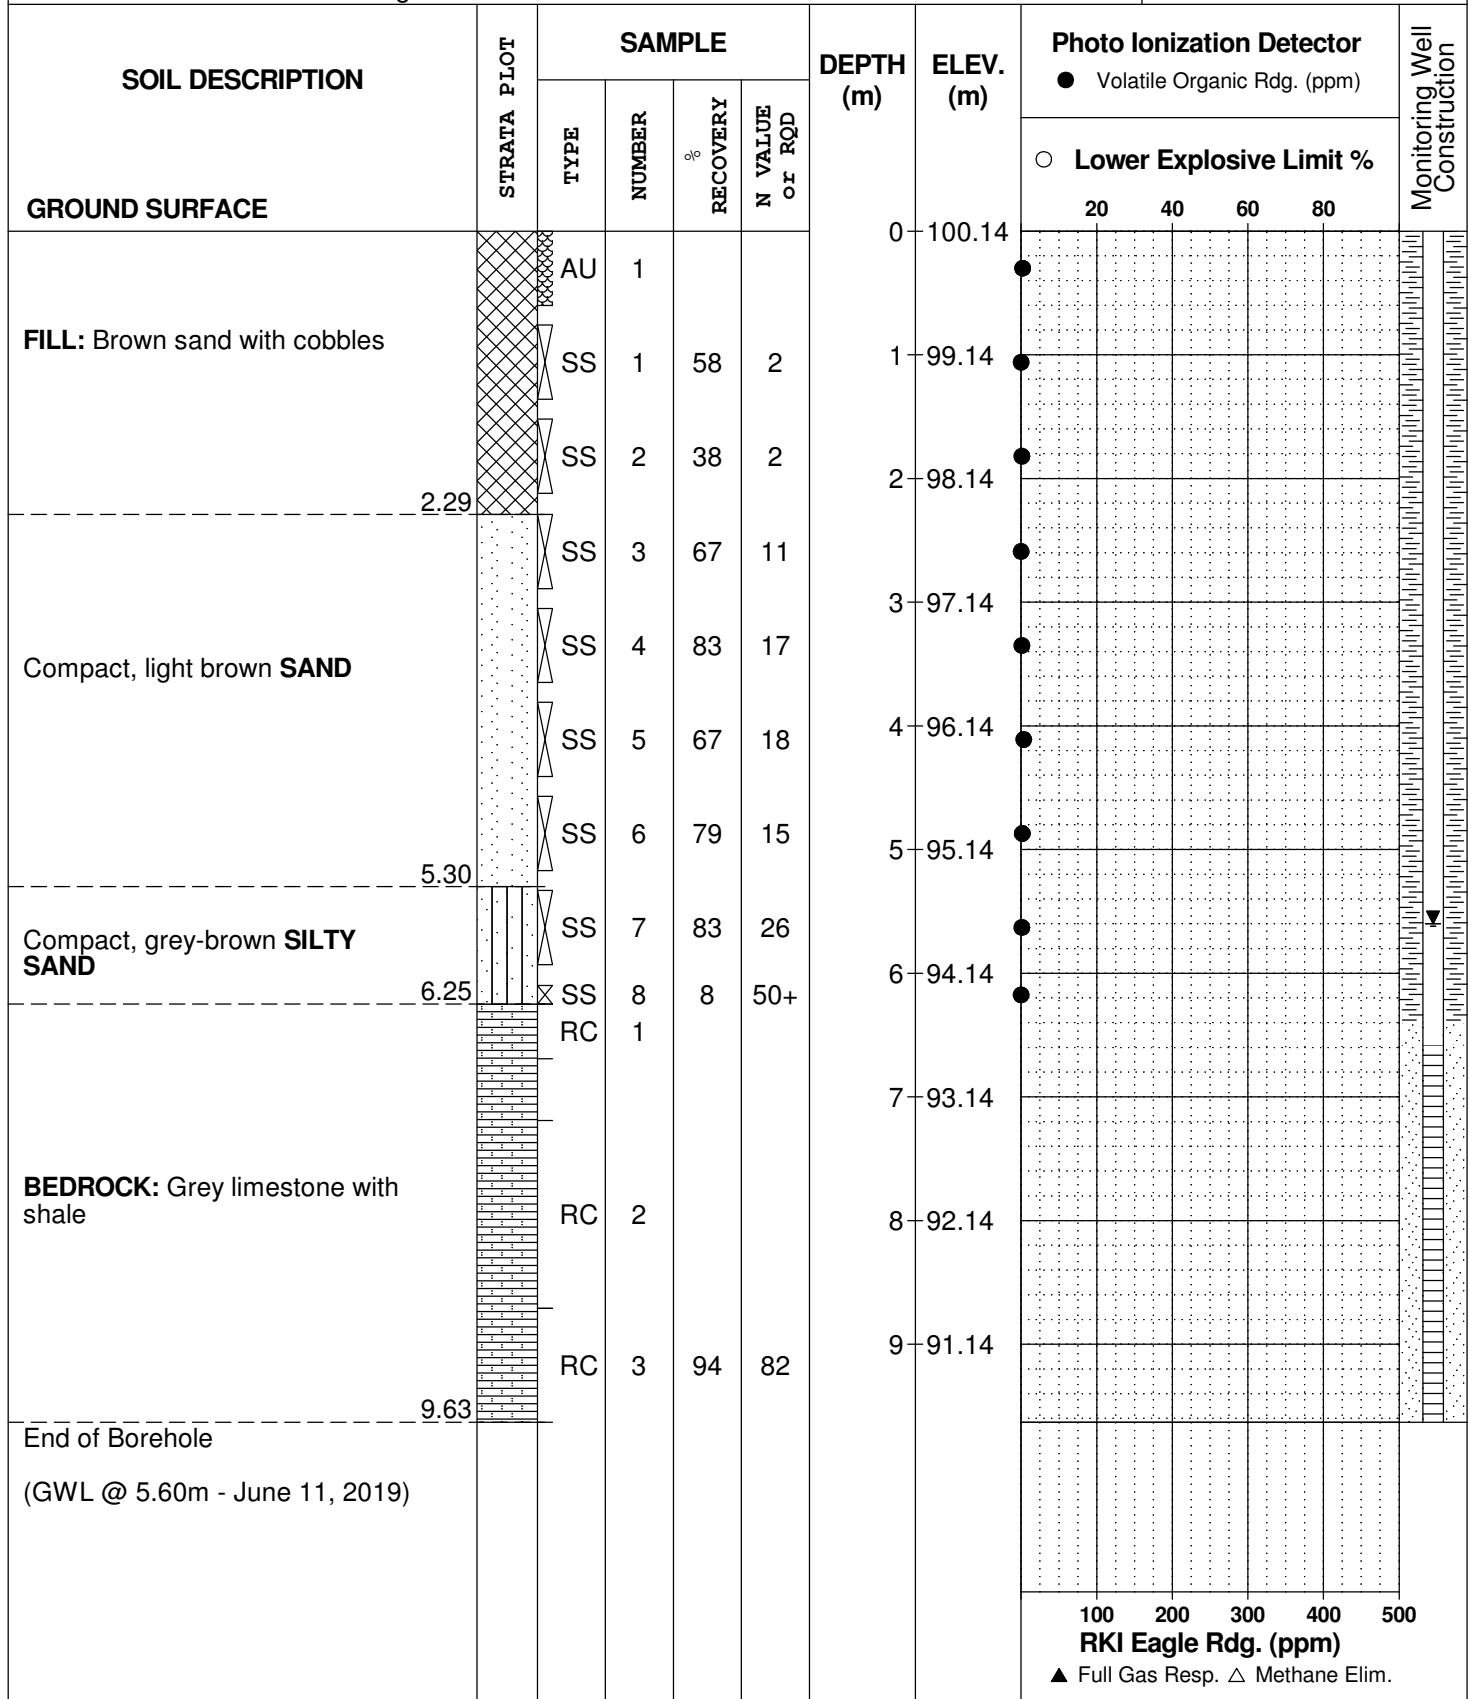 SOIL DESCRIPTION
GROUND SURFACE
STRATA PLOT
SAMPLE
TYPE
NUMBER
%
RECOVERY
N VALUE
or RQD
DEPTH
(m)
ELEV.
(m)
Photo Ionization Detector
● Volatile Organic Rdg. (ppm)
○ Lower Explosive Limit %
20 40 60 80
Monitoring Well
Construction
0 100.14
AU 1
FILL: Brown sand with cobbles
SS 1 58 2
1 99.14
SS 2 38 2
2 98.14
2.29
SS 3 67 11
3 97.14
SS 4 83 17
Compact, light brown SAND
4 96.14
SS 5 67 18
SS 6 79 15
5 95.14
5.30
SS 7 83 26
Compact, grey-brown SILTY
SAND
6 94.14
6.25
SS 8 8 50+
RC 1
7 93.14
BEDROCK: Grey limestone with
shale
RC 2
8 92.14
9 91.14
RC 3 94 82
9.63
End of Borehole
(GWL @ 5.60m - June 11, 2019)
100 200 300 400 500
RKI Eagle Rdg. (ppm)
▲ Full Gas Resp. △ Methane Elim.